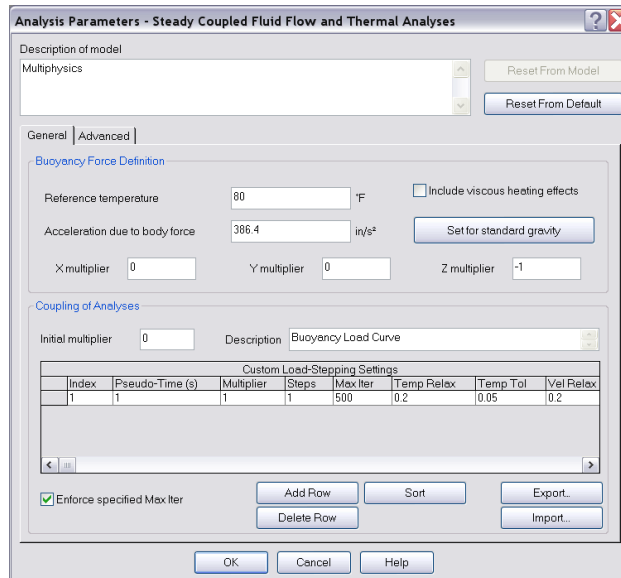 Analysis Parameters - Steady Coupled Fluid Flow and Thermal Analyses
Description of model
Multiphysics
Reset From Model
Reset From Default
General Advanced
Buoyancy Force Definition
Reference temperature 80 °F Include viscous heating effects
Acceleration due to body force 386.4 in/s² Set for standard gravity
X multiplier 0 Y multiplier 0 Z multiplier -1
Coupling of Analyses
Initial multiplier 0 Description Buoyancy Load Curve
Custom Load-Stepping Settings
Index Pseudo-Time (s) Multiplier Steps Max Iter Temp Relax Temp Tol Vel Relax
1 1 1 1 500 0.2 0.05 0.2
Enforce specified Max Iter Add Row Sort Export...
Delete Row Import...
OK Cancel Help